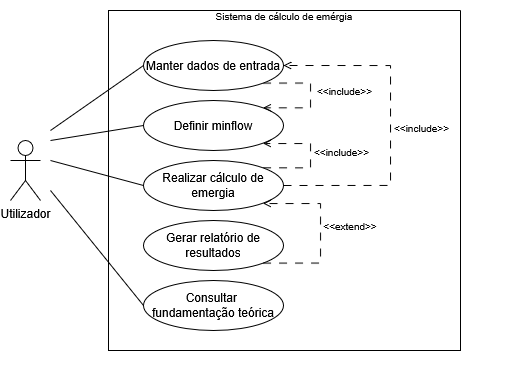 Sistema de cálculo de emérgia
Manter dados de entrada
<<include>>
Definir minflow
<<include>>
<<include>>
Realizar cálculo de
emergia
Utilizador
<<extend>>
Gerar relatório de
resultados
Consultar
fundamentação teórica